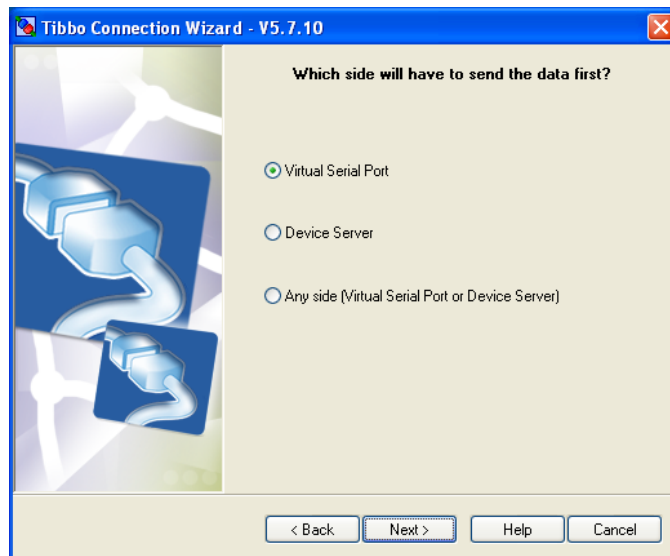 Tibbo Connection Wizard - V5.7.10
Which side will have to send the data first?
Virtual Serial Port
Device Server
Any side (Virtual Serial Port or Device Server)
< Back Next > Help Cancel